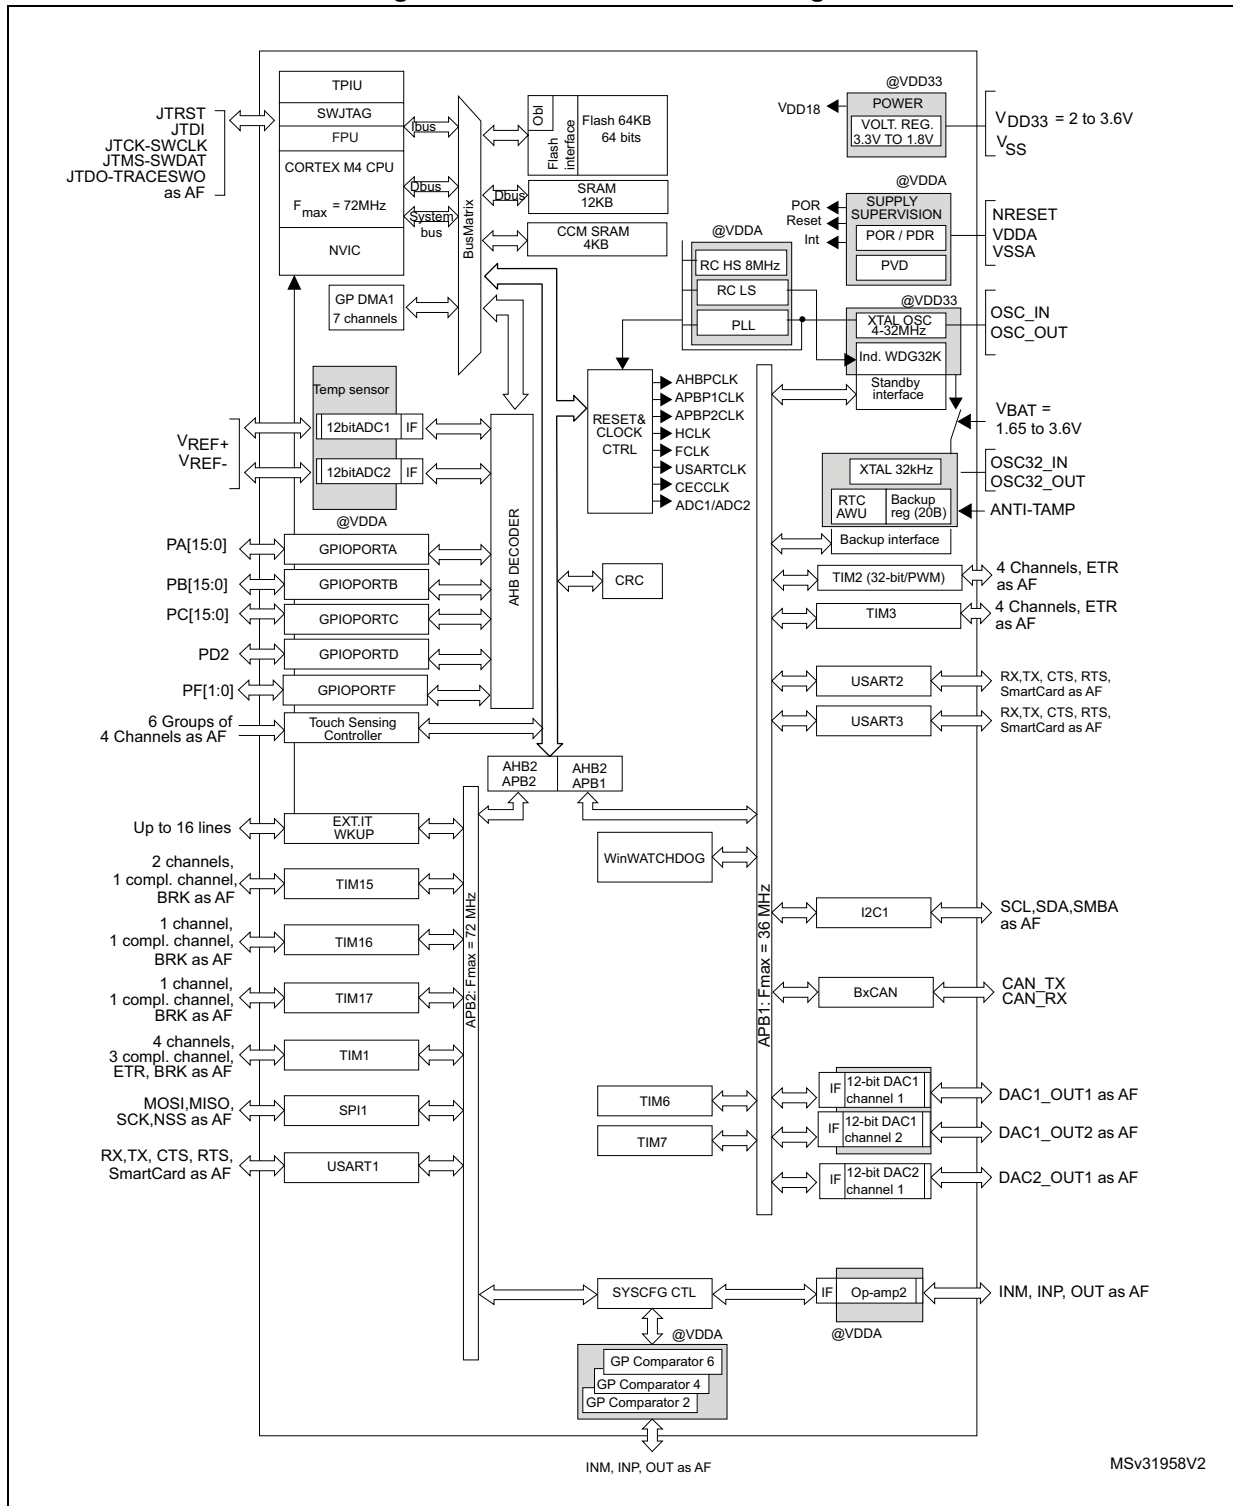 TPIU
SWJTAG
FPU
CORTEX M4 CPU
Fmax = 72MHz
NVIC
JTRST
JTDI
JTCK-SWCLK
JTMS-SWDAT
JTDO-TRACESWO
as AF
Ibus
Dbus
System
bus
BusMatrix
Obl
Flash
interface
Flash 64KB
64 bits
Dbus
SRAM
12KB
CCM SRAM
4KB
GP DMA1
7 channels
@VDD33
VDD18
POWER
VOLT. REG.
3.3V TO 1.8V
VDD33 = 2 to 3.6V
VSS
@VDDA
POR
Reset
Int
SUPPLY
SUPERVISION
POR / PDR
PVD
NRESET
VDDA
VSSA
@VDDA
RC HS 8MHz
RC LS
PLL
@VDD33
XTAL OSC
4-32MHz
Ind. WDG32K
Standby
interface
OSC_IN
OSC_OUT
VBAT =
1.65 to 3.6V
XTAL 32kHz
RTC
AWU
Backup
reg (20B)
Backup interface
OSC32_IN
OSC32_OUT
ANTI-TAMP
RESET&
CLOCK
CTRL
AHBPCLK
APBP1CLK
APBP2CLK
HCLK
FCLK
USARTCLK
CECCLK
ADC1/ADC2
Temp sensor
VREF+
VREF-
12bitADC1
IF
12bitADC2
IF
@VDDA
AHB DECODER
PA[15:0]
GPIOPORTA
PB[15:0]
GPIOPORTB
PC[15:0]
GPIOPORTC
PD2
GPIOPORTD
PF[1:0]
GPIOPORTF
6 Groups of
4 Channels as AF
Touch Sensing
Controller
CRC
AHB2
APB2
AHB2
APB1
TIM2 (32-bit/PWM)
4 Channels, ETR
as AF
TIM3
4 Channels, ETR
as AF
USART2
RX,TX, CTS, RTS,
SmartCard as AF
USART3
RX,TX, CTS, RTS,
SmartCard as AF
Up to 16 lines
EXT.IT
WKUP
WinWATCHDOG
2 channels,
1 compl. channel,
BRK as AF
TIM15
1 channel,
1 compl. channel,
BRK as AF
TIM16
1 channel,
1 compl. channel,
BRK as AF
TIM17
4 channels,
3 compl. channel,
ETR, BRK as AF
TIM1
MOSI,MISO,
SCK,NSS as AF
SPI1
RX,TX, CTS, RTS,
SmartCard as AF
USART1
APB2: Fmax = 72 MHz
APB1: Fmax = 36 MHz
I2C1
SCL,SDA,SMBA
as AF
BxCAN
CAN_TX
CAN_RX
TIM6
TIM7
IF
12-bit DAC1
channel 1
DAC1_OUT1 as AF
IF
12-bit DAC1
channel 2
DAC1_OUT2 as AF
IF
12-bit DAC2
channel 1
DAC2_OUT1 as AF
SYSCFG CTL
IF
Op-amp2
INM, INP, OUT as AF
@VDDA
@VDDA
GP Comparator 6
GP Comparator 4
GP Comparator 2
INM, INP, OUT as AF
MSv31958V2